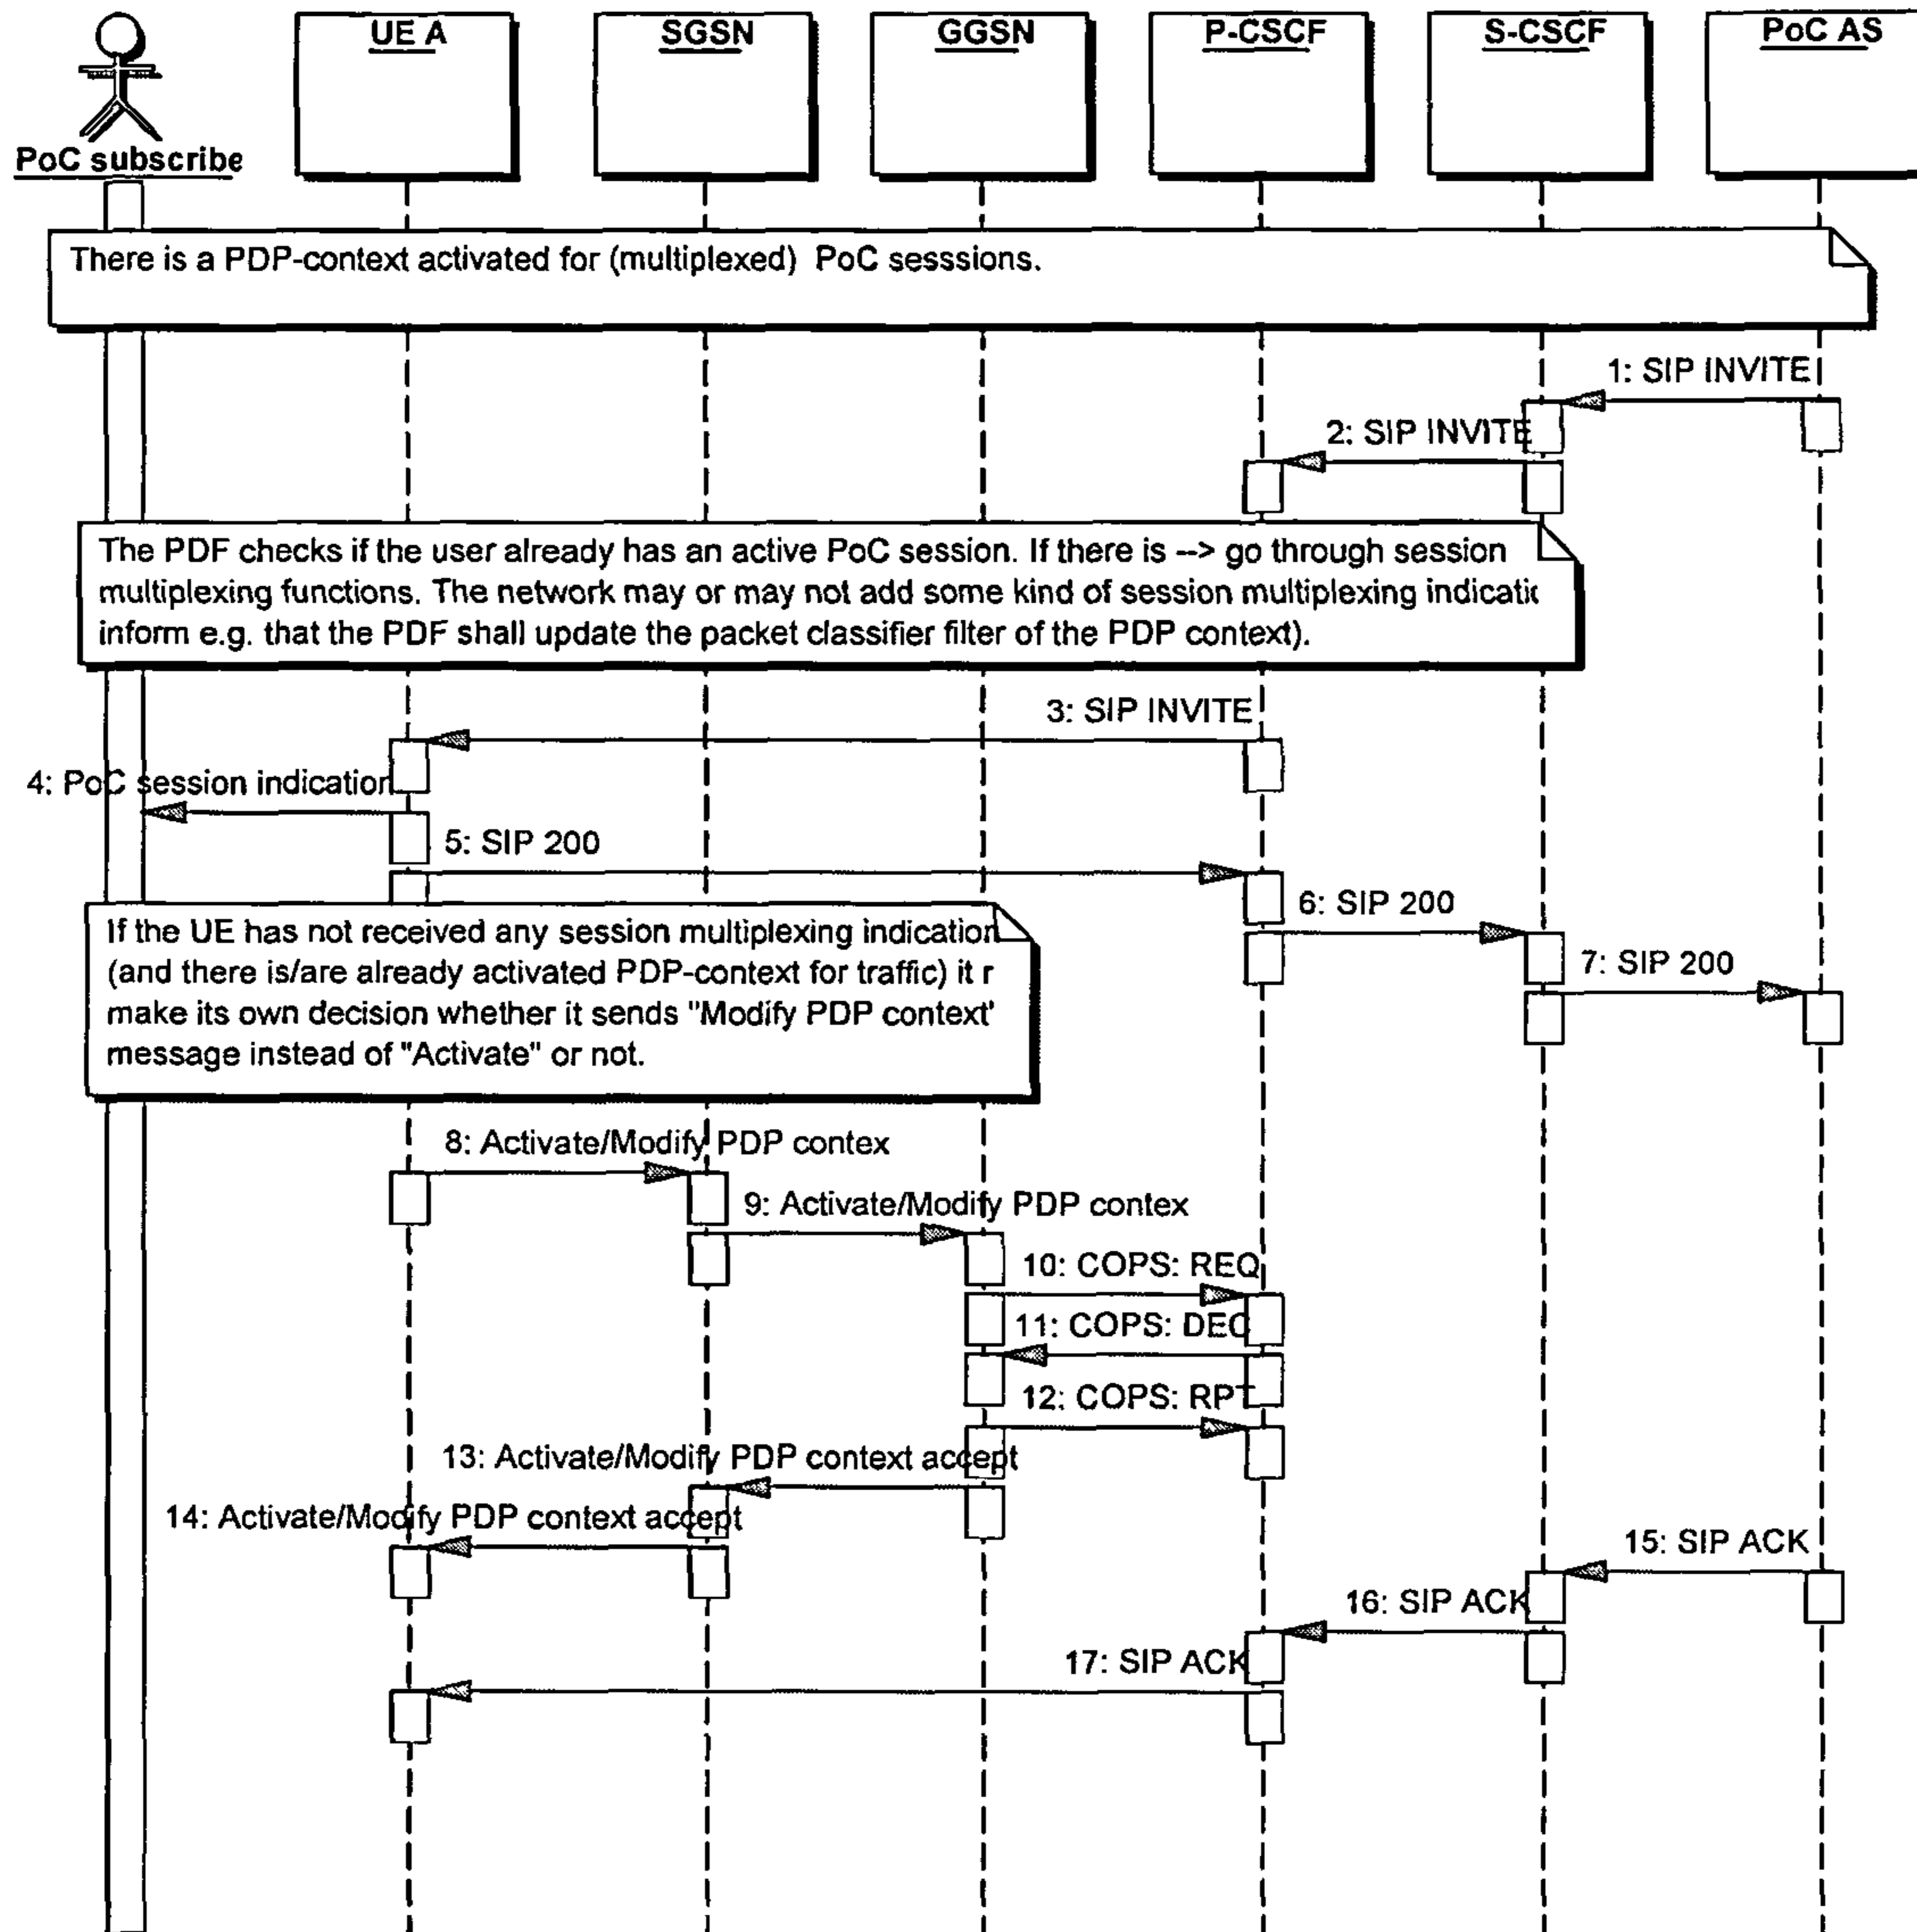 UE A
SGSN
GGSN
P-CSCF
S-CSCF
PoC AS
PoC subscribe
There is a PDP-context activated for (multiplexed) PoC sesssions.
1: SIP INVITE
2: SIP INVITE
The PDF checks if the user already has an active PoC session. If there is --> go through session
multiplexing functions. The network may or may not add some kind of session multiplexing indicatic
inform e.g. that the PDF shall update the packet classifier filter of the PDP context).
3: SIP INVITE
4: PoC session indication
5: SIP 200
6: SIP 200
If the UE has not received any session multiplexing indication
(and there is/are already activated PDP-context for traffic) it r
make its own decision whether it sends "Modify PDP context'
message instead of "Activate" or not.
7: SIP 200
8: Activate/Modify PDP contex
9: Activate/Modify PDP contex
10: COPS: REQ
11: COPS: DEC
12: COPS: RPT
13: Activate/Modify PDP context accept
14: Activate/Modify PDP context accept
15: SIP ACK
16: SIP ACK
17: SIP ACK